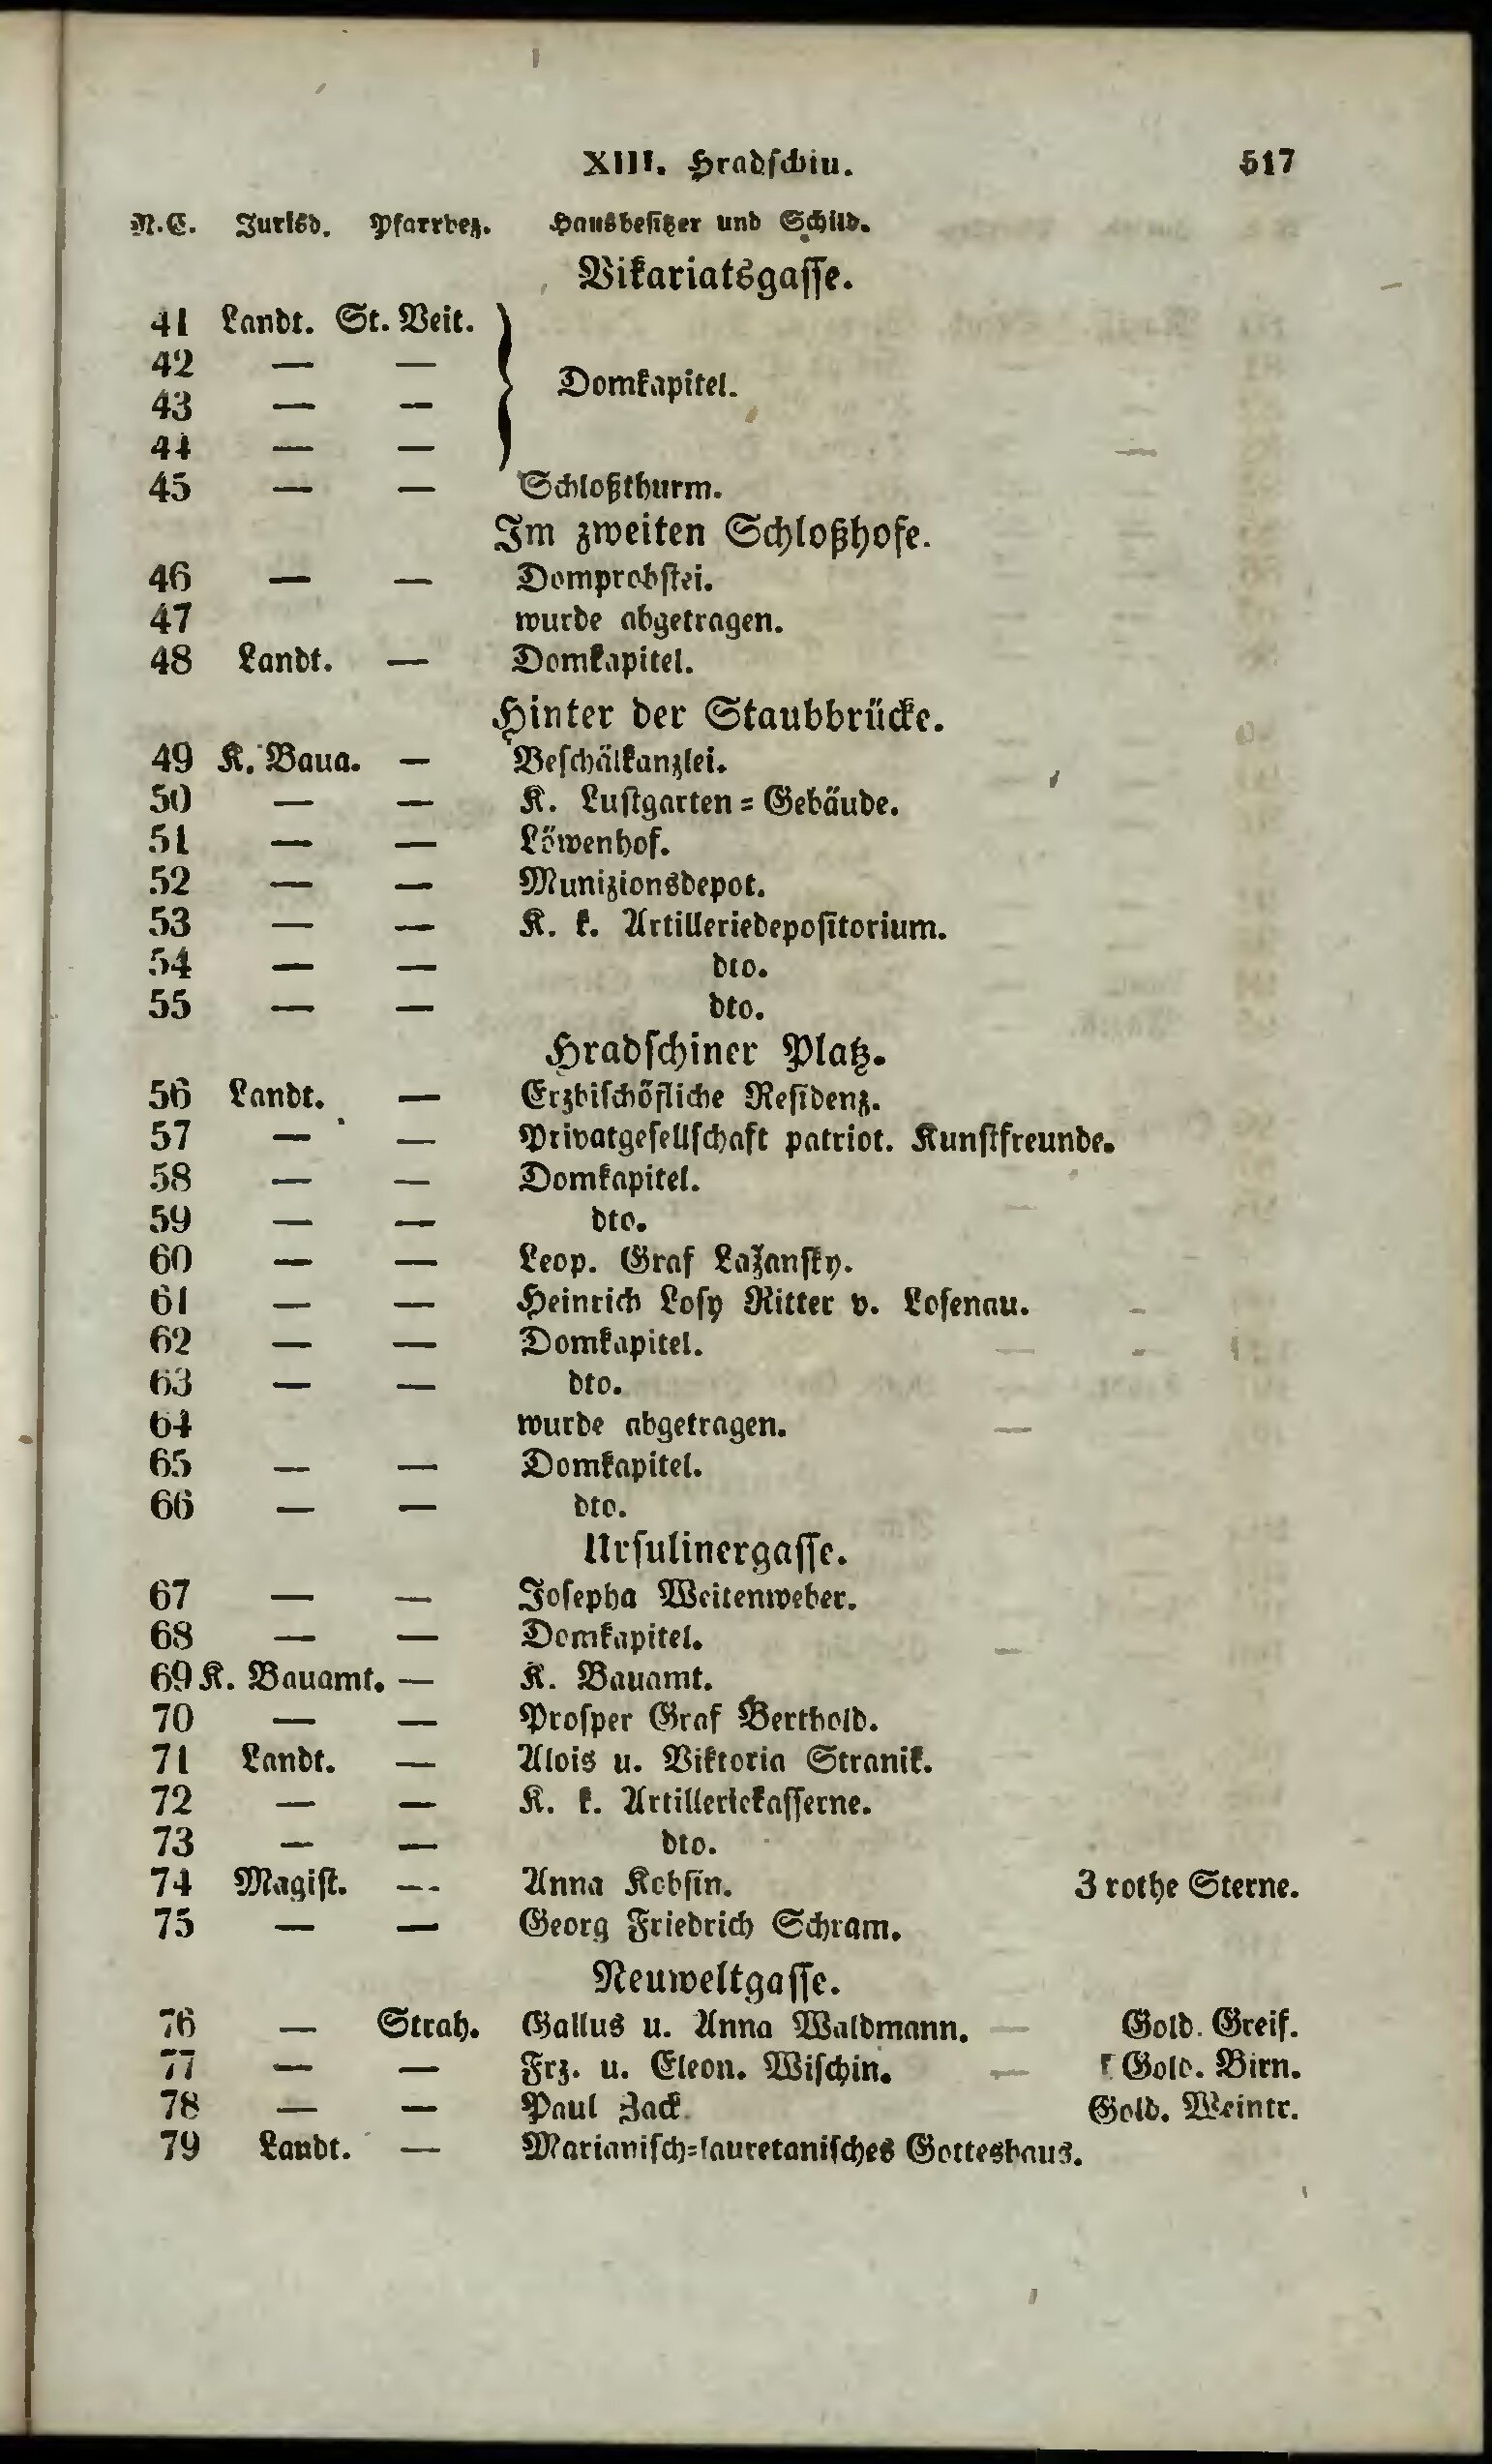 XIII. Hradschin. 517
N.C. Jurisd. Pfarrbez. Hausbesitzer und Schild.
Vikariatsgasse.
41 Landt. St. Veit.
42 — —
Domkapitel.
43 — —
44 — —
45 — — Schloßthurm.
Im zweiten Schloßhofe.
46 — — Domprobstei.
47 wurde abgetragen.
48 Landt. — Domkapitel.
Hinter der Staubbrücke.
49 K. Baua. — Beschälkanzlei.
50 — — K. Lustgarten=Gebäude.
51 — — Löwenhof.
52 — — Munizionsdepot.
53 — — K. k. Artilleriedepositorium.
54 — — dto.
55 — — dto.
Hradschiner Platz.
56 Landt. — Erzbischöfliche Residenz.
57 — — Privatgesellschaft patriot. Kunstfreunde.
58 — — Domkapitel.
59 — — dto.
60 — — Leop. Graf Lažansky.
61 — — Heinrich Losy Ritter v. Losenau.
62 — — Domkapitel.
63 — — dto.
64 wurde abgetragen.
65 — — Domkapitel.
66 — — dto.
Ursulinergasse.
67 — — Josepha Weitenweber.
68 — — Domkapitel.
69 K. Bauamt. — K. Bauamt.
70 — — Prosper Graf Berthold.
71 Landt. — Alois u. Viktoria Stranik.
72 — — K. k. Artilleriekasserne.
73 — — dto.
74 Magist. — Anna Kobsin. 3 rothe Sterne.
75 — — Georg Friedrich Schram.
Neuweltgasse.
76 — Strah. Gallus u. Anna Waldmann. Gold. Greif.
77 — — Frz. u. Eleon. Wischin. Gold. Birn.
78 — — Paul Zack. Gold. Weintr.
79 Landt. — Marianisch=lauretanisches Gotteshaus.